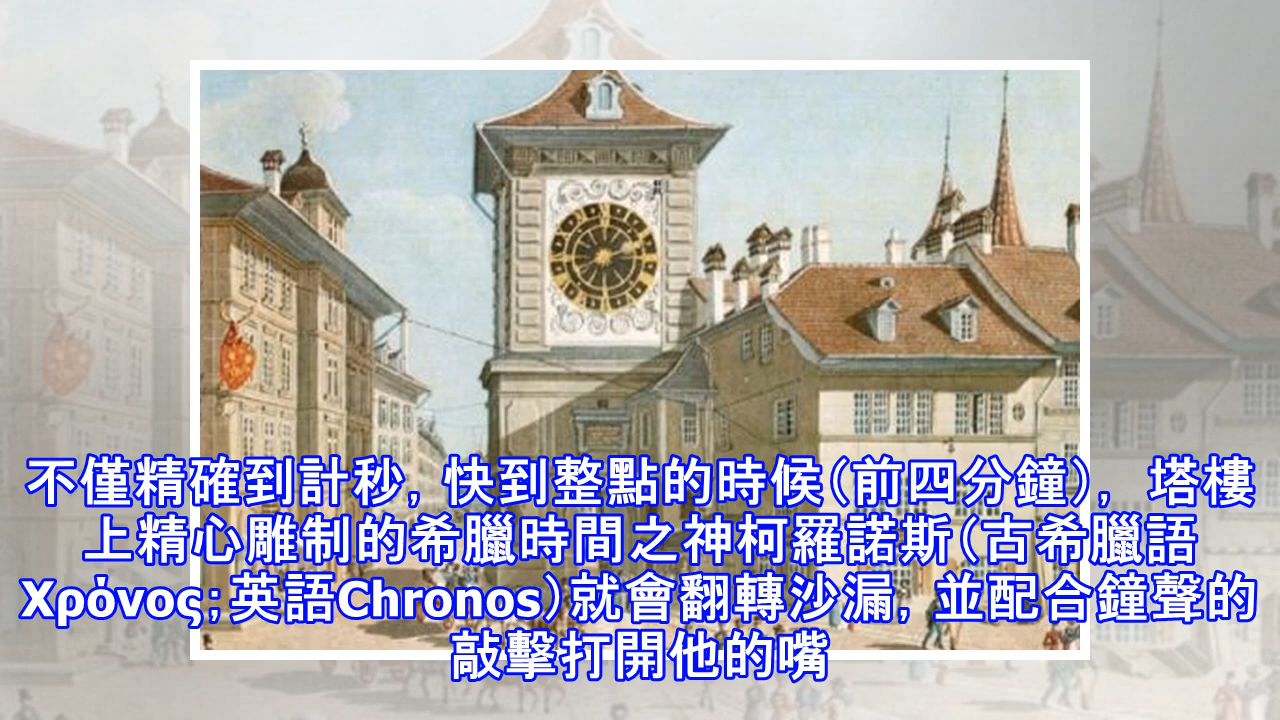 不僅精確到計秒，快到整點的時候（前四分鐘），塔樓
上精心雕制的希臘時間之神柯羅諾斯（古希臘語
Χρόνος；英語Chronos）就會翻轉沙漏，並配合鐘聲的
敲擊打開他的嘴